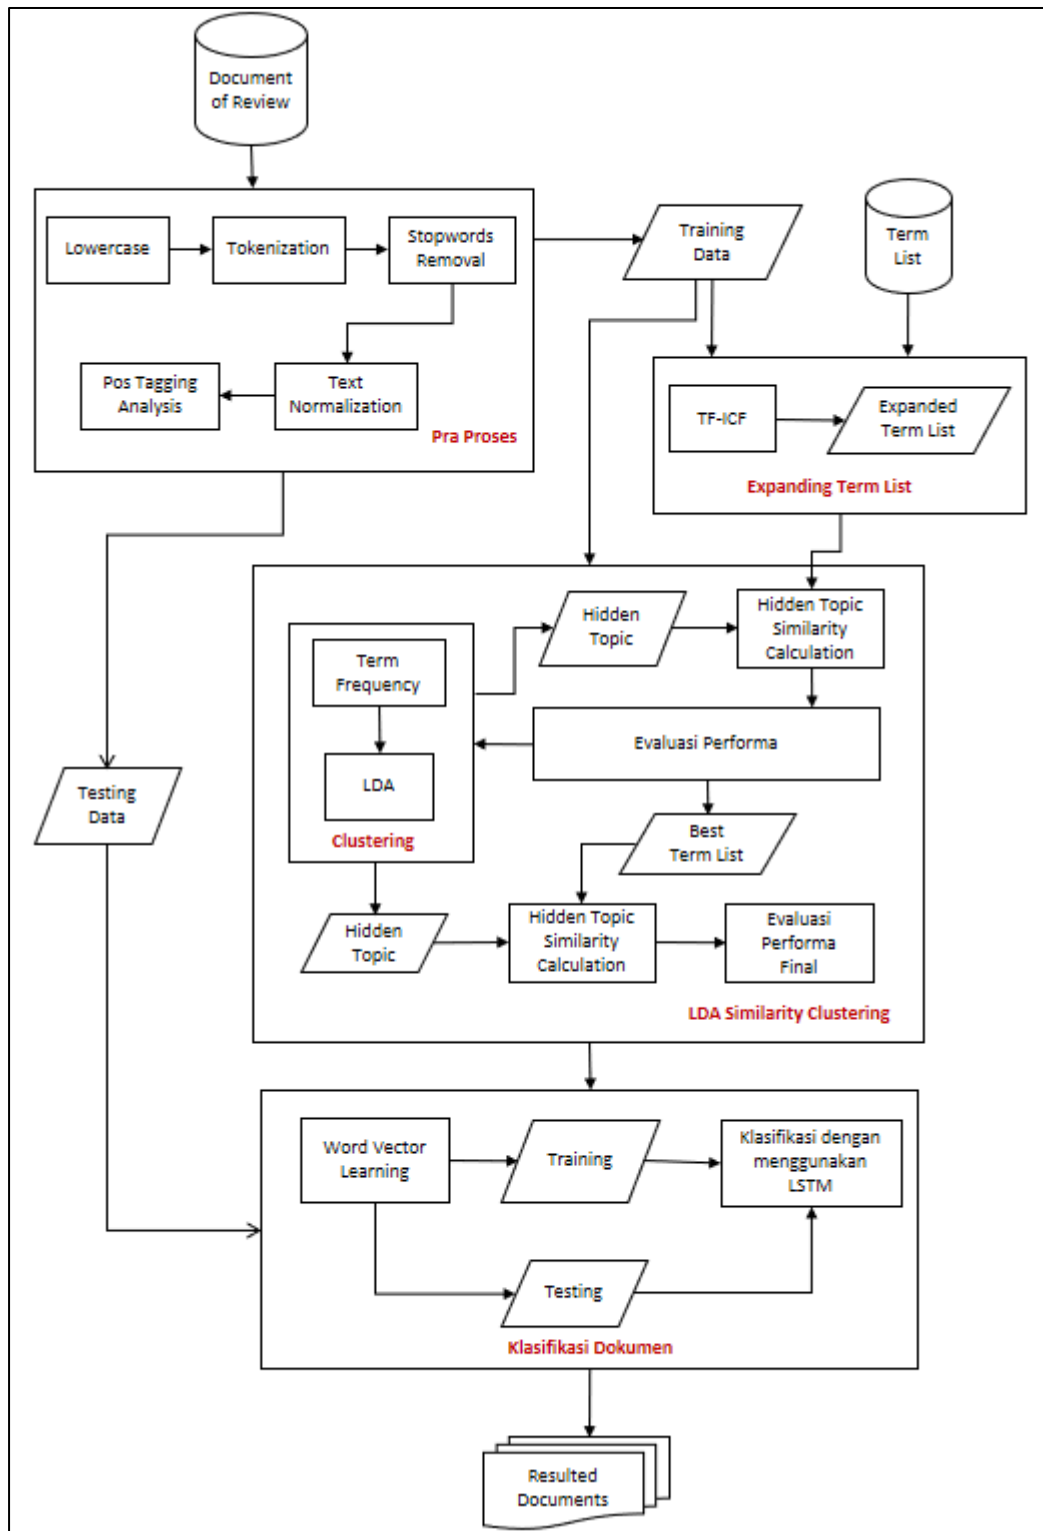 Document
of Review
Lowercase
Tokenization
Stopwords
Removal
Training
Data
Term
List
Pos Tagging
Analysis
Text
Normalization
Pra Proses
TF-ICF
Expanded
Term List
Expanding Term List
Hidden
Topic
Hidden Topic
Similarity
Calculation
Term
Frequency
Evaluasi Performa
LDA
Clustering
Testing
Data
Best
Term List
Hidden
Topic
Hidden Topic
Similarity
Calculation
Evaluasi
Performa
Final
LDA Similarity Clustering
Word Vector
Learning
Training
Klasifikasi dengan
menggunakan
LSTM
Testing
Klasifikasi Dokumen
Resulted
Documents